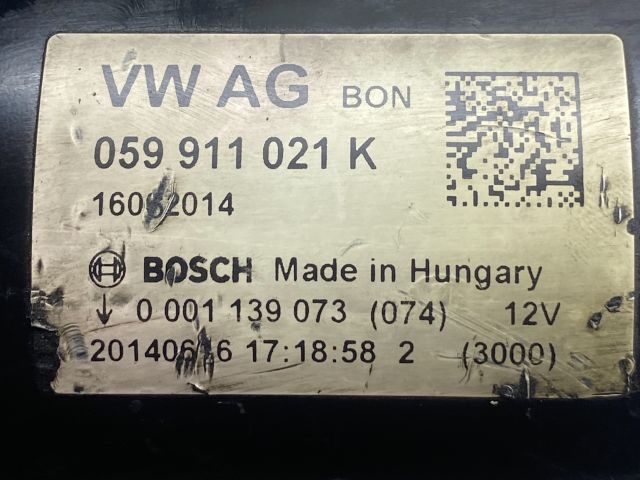 VW AG BON
059 911 021 K
16062014
BOSCH Made in Hungary
↓ 0 001 139 073 (074) 12V
20140616 17:18:58 2 (3000)